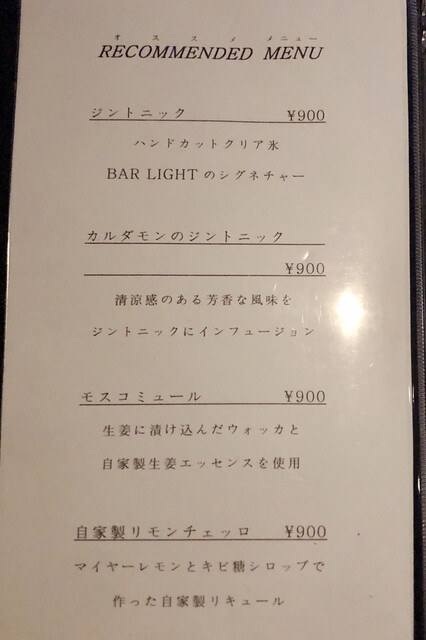 オススメ メニュー
RECOMMENDED MENU
ジントニック ¥900
ハンドカットクリア氷
BAR LIGHTのシグネチャー
カルダモンのジントニック
¥900
清涼感のある芳香な風味を
ジントニックにインフュージョン
モスコミュール ¥900
生姜に漬け込んだウォッカと
自家製生姜エッセンスを使用
自家製リモンチェッロ ¥900
マイヤーレモンとキビ糖シロップで
作った自家製リキュール